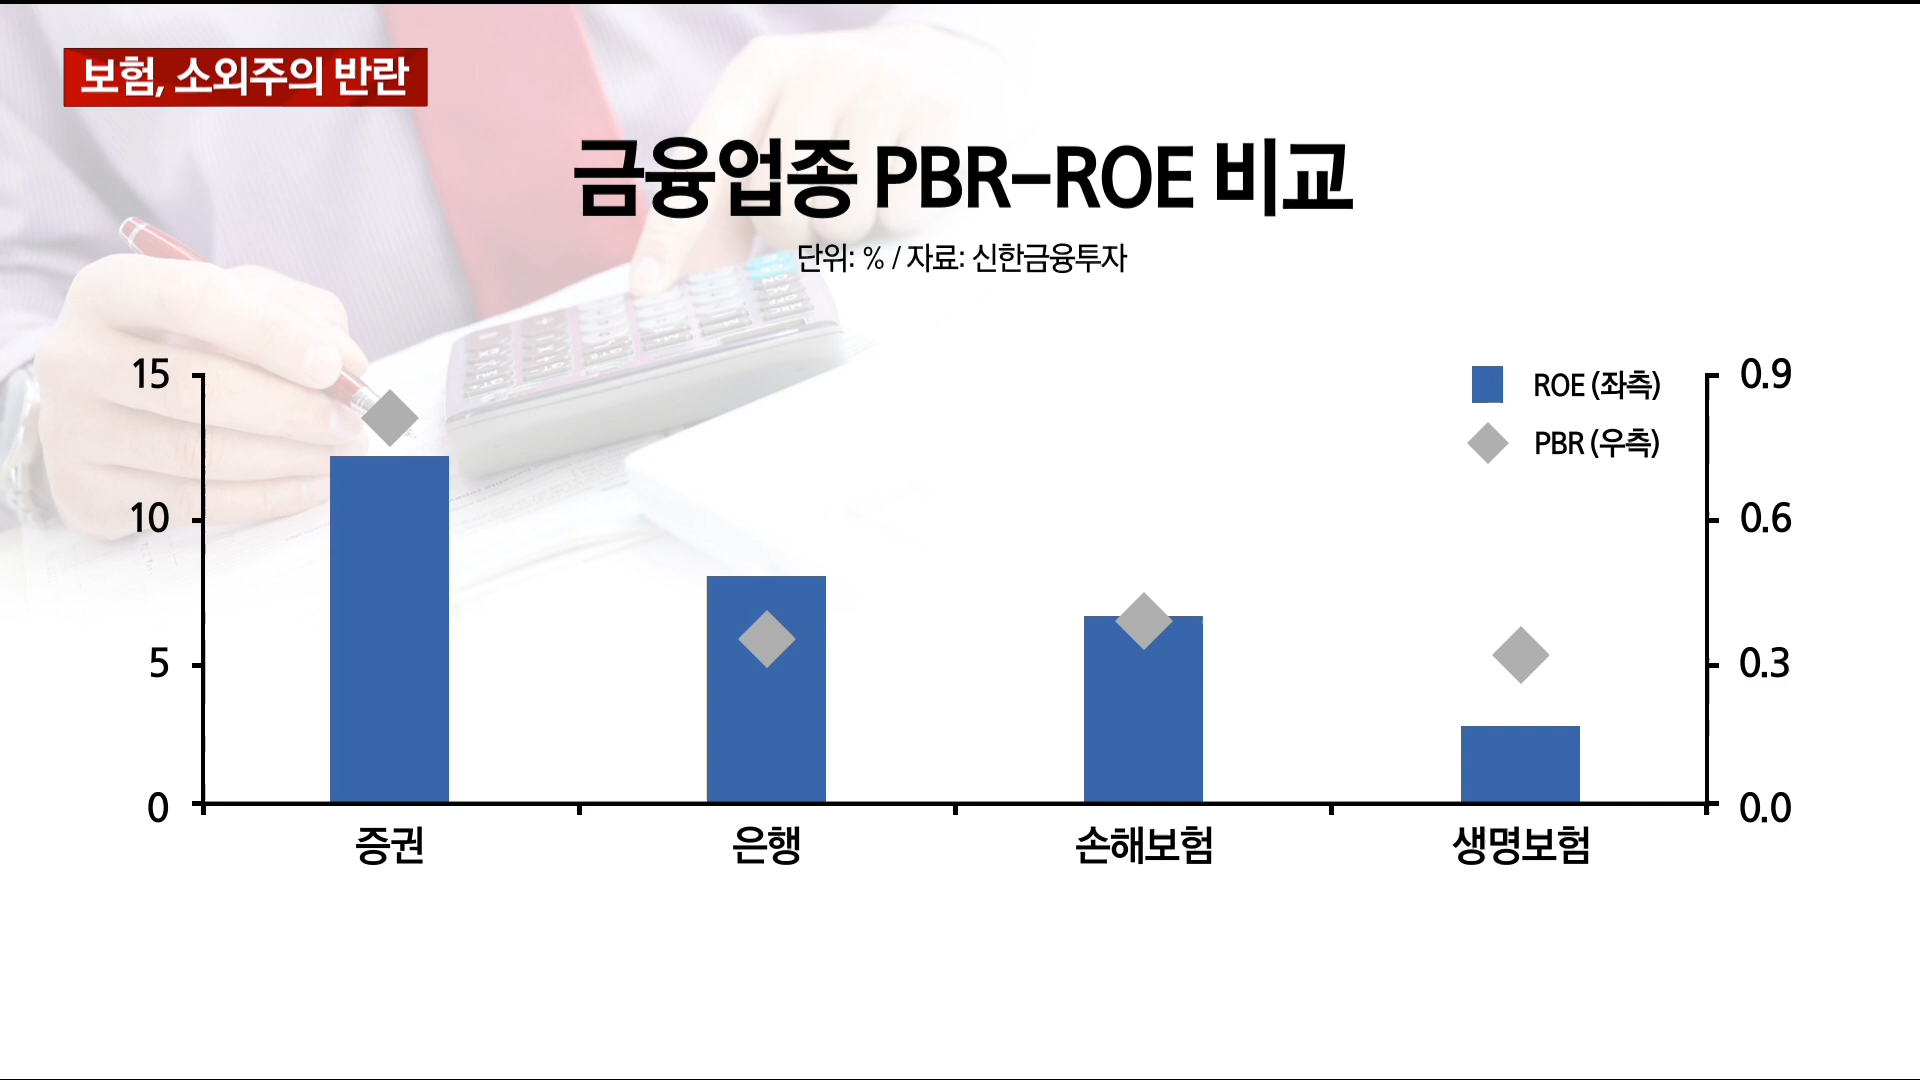 보험, 소외주의 반란
금융업종 PBR-ROE 비교
단위: % / 자료: 신한금융투자
ROE (좌측)
PBR (우측)
15
10
5
0
0.9
0.6
0.3
0.0
증권
은행
손해보험
생명보험